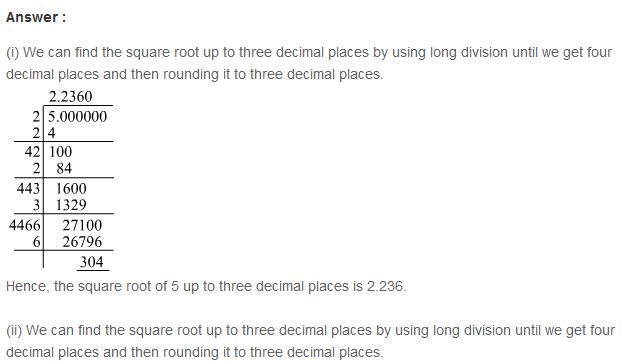 Answer :
(i) We can find the square root up to three decimal places by using long division until we get four
decimal places and then rounding it to three decimal places.
2.2360
2 5.000000
2 4
42 100
2 84
443 1600
3 1329
4466 27100
6 26796
304
Hence, the square root of 5 up to three decimal places is 2.236.
(ii) We can find the square root up to three decimal places by using long division until we get four
decimal places and then rounding it to three decimal places.